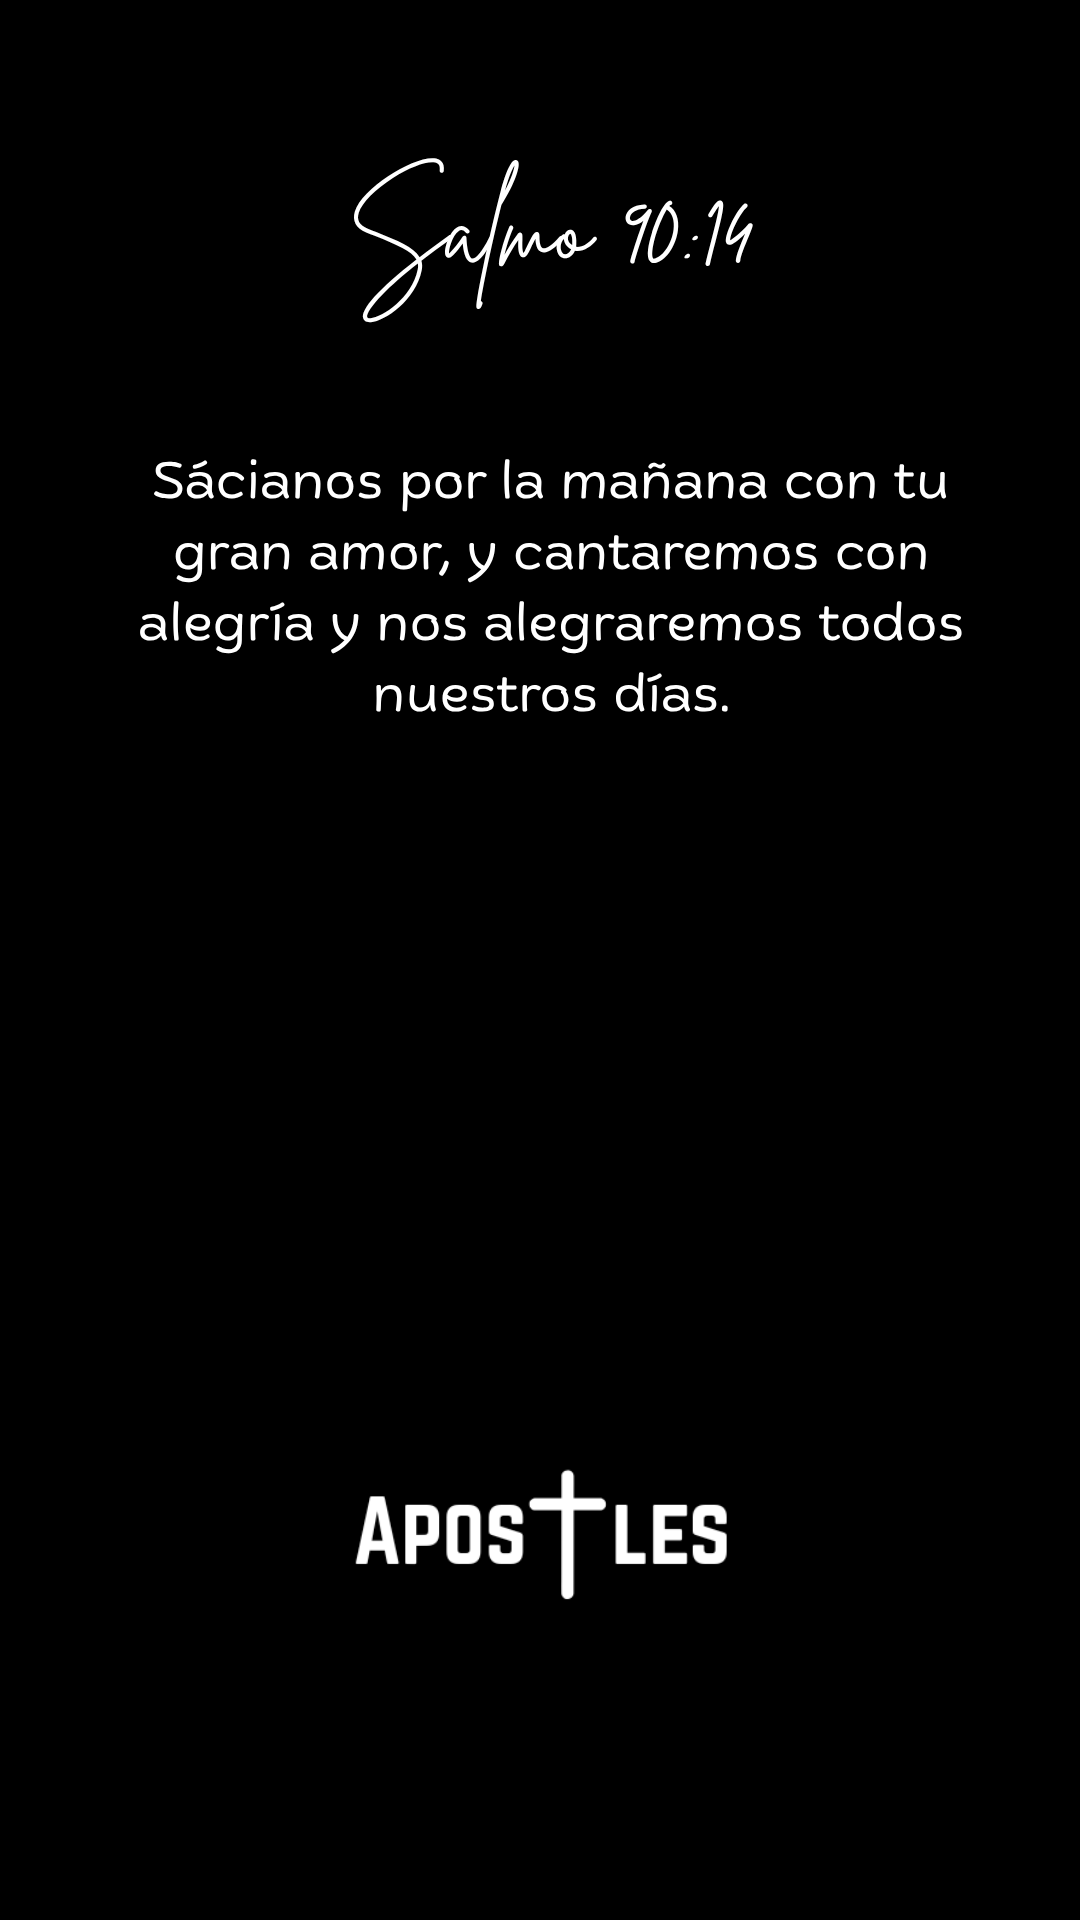 Salmo 90:14
Sácianos por la mañana con tu
gran amor, y cantaremos con
alegría y nos alegraremos todos
nuestros días.
APOSTLES